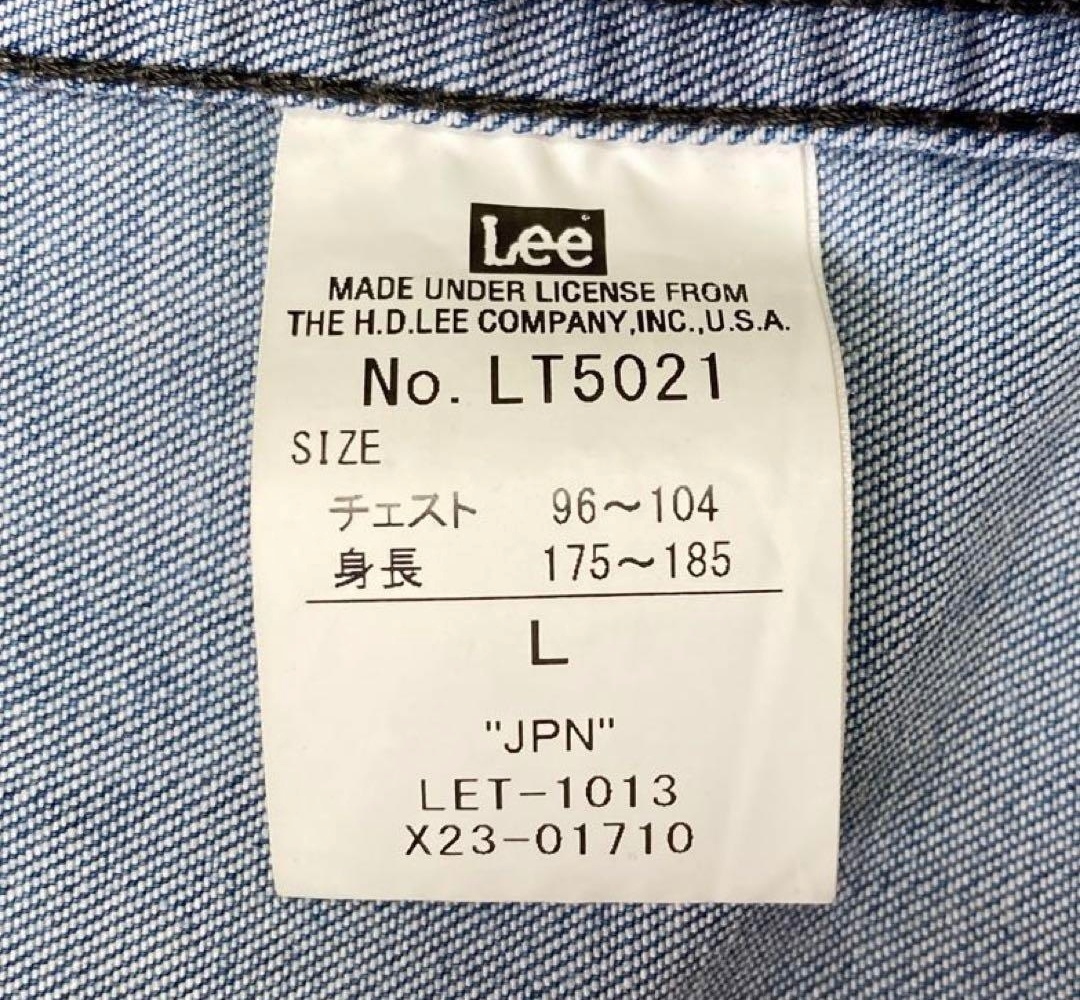 Lee
MADE UNDER LICENSE FROM
THE H.D.LEE COMPANY,INC.,U.S.A.
No. LT5021
SIZE
チェスト 96〜104
身長 175〜185
L
"JPN"
LET-1013
X23-01710